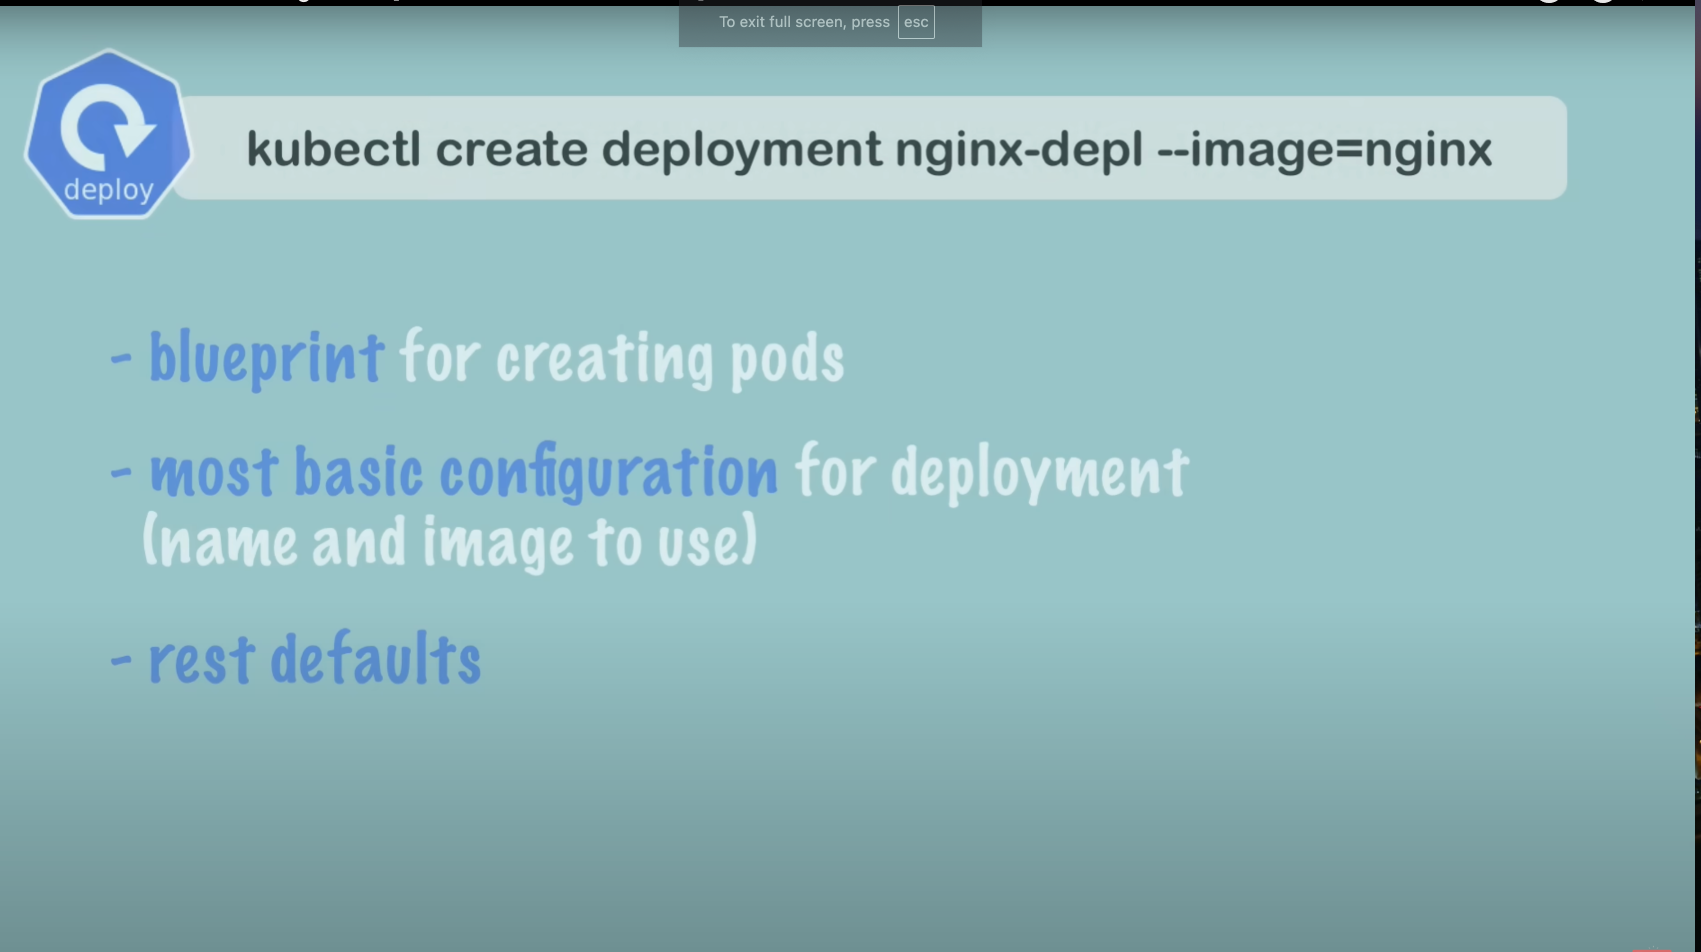 To exit full screen, press esc
deploy
kubectl create deployment nginx-depl --image=nginx
- blueprint for creating pods
- most basic configuration for deployment
(name and image to use)
- rest defaults